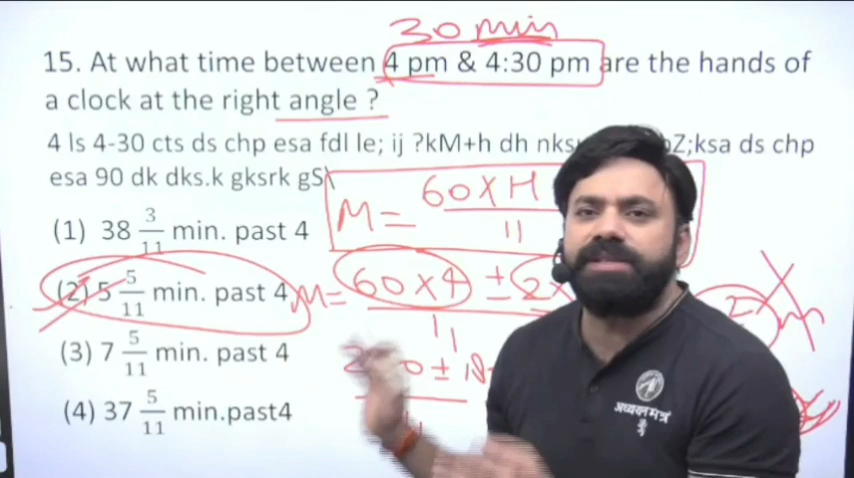 30 min
15. At what time between 4 pm & 4:30 pm are the hands of
a clock at the right angle ?
4 ls 4-30 cts ds chp esa fdl le; ij ?kM+h dh Z;ksa ds chp
esa 90 dk dks.k gksrk gS\
M = 60 X H
11
(1) 38 3/11 min. past 4
(2) 5 5/11 min. past 4
M = 60 X 4 ± 2
11
(3) 7 5/11 min. past 4
(4) 37 5/11 min.past4